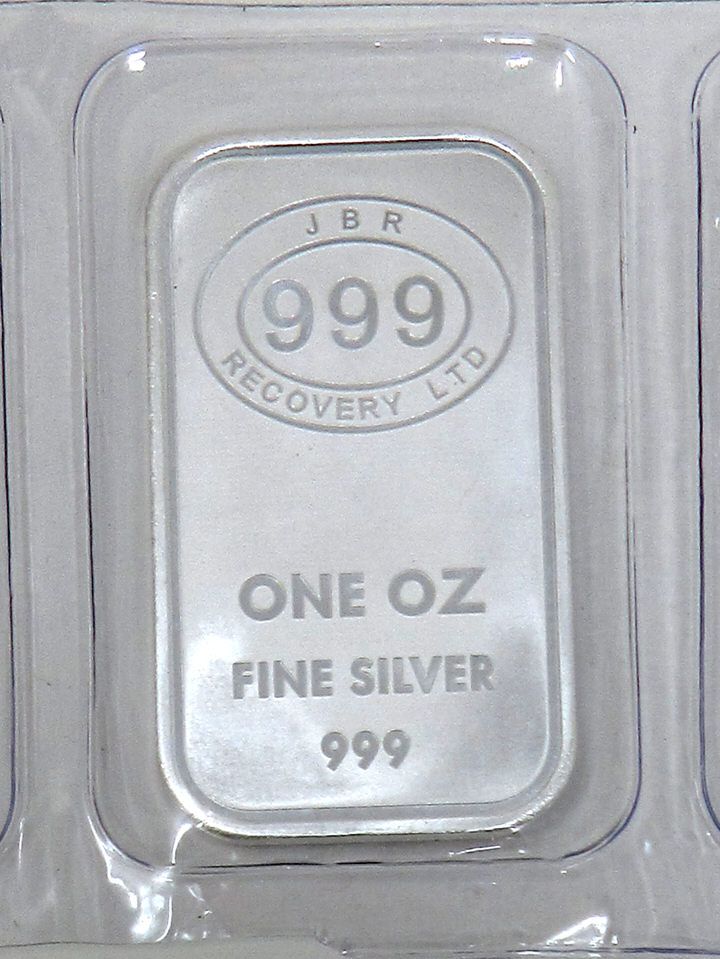 JBR
999
RECOVERY LTD
ONE OZ
FINE SILVER
999